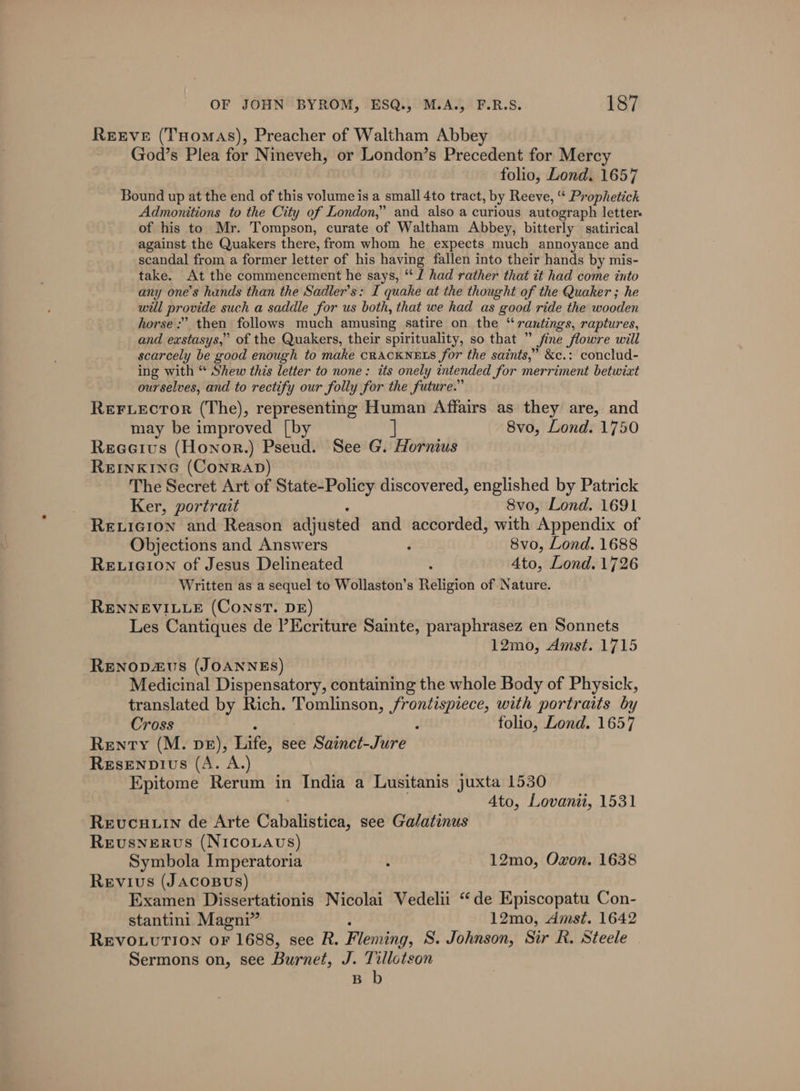 OF JOHN BYROM, ESQ., M.A., F.R.S. 187
REEVE (THOMAS), Preacher of Waltham Abbey
God's Plea for Nineveh, or London's Precedent for Mercy
folio, Lond. 1657
Bound up at the end of this volume is a small 4to tract, by Reeve, “ Prophetick
Admonitions to the City of London,” and also a curious autograph letter
of his to Mr. Tompson, curate of Waltham Abbey, bitterly satirical
against the Quakers there, from whom he expects much annoyance and
scandal from a former letter of his having fallen into their hands by mis-
take. At the commencement he says, “ I had rather that it had come into
any one's hands than the Sadler's: I quake at the thought of the Quaker; he
will provide such a saddle for us both, that we had as good ride the wooden
horse:” then follows much amusing satire on the “ rantings, raptures,
and exstasys,” of the Quakers, their spirituality, so that ” fine flowre will
scarcely be good enough to make CRACKNELS for the saints,” &c.: conclud-
ing with “ Shew this letter to none: its onely intended for merriment betwixt
ourselves, and to rectify our folly for the future.”
REFLECTOR (The), representing Human Affairs as they are, and
may be improved [by ] 8vo, Lond. 1750
REGGIUS (HONOR.) Pseud. See G. Hornius
REINKING (CONRAD)
The Secret Art of State-Policy discovered, englished by Patrick
Ker, portrait . 8vo, Lond. 1691
RELIGION and Reason adjusted and accorded, with Appendix of
Objections and Answers . 8vo, Lond. 1688
RELIGION of Jesus Delineated . 4to, Lond. 1726
Written as a sequel to Wollaston's Religion of Nature.
RENNEVILLE (CONST. DE)
Les Cantiques de l'Ecriture Sainte, paraphrasez en Sonnets
12mo, Amst. 1715
RENODÆUS (JOANNES)
Medicinal Dispensatory, containing the whole Body of Physick,
translated by Rich. Tomlinson, frontispiece, with portraits by
Cross . . folio, Lond. 1657
RENTY (M. DE), Life, see Sainct-Jure
RESENDIUS (A. A.)
Epitome Rerum in India a Lusitanis juxta 1530
4to, Lovanii, 1531
REUCHLIN de Arte Cabalistica, see Galatinus
REUSNERUS (NICOLAUS)
Symbola Imperatoria . 12mo, Oxon. 1638
REVIUS (JACOBUS)
Examen Dissertationis Nicolai Vedelii “ de Episcopatu Con-
stantini Magni” . 12mo, Amst. 1642
REVOLUTION OF 1688, see R. Fleming, S. Johnson, Sir R. Steele
Sermons on, see Burnet, J. Tillotson
B b